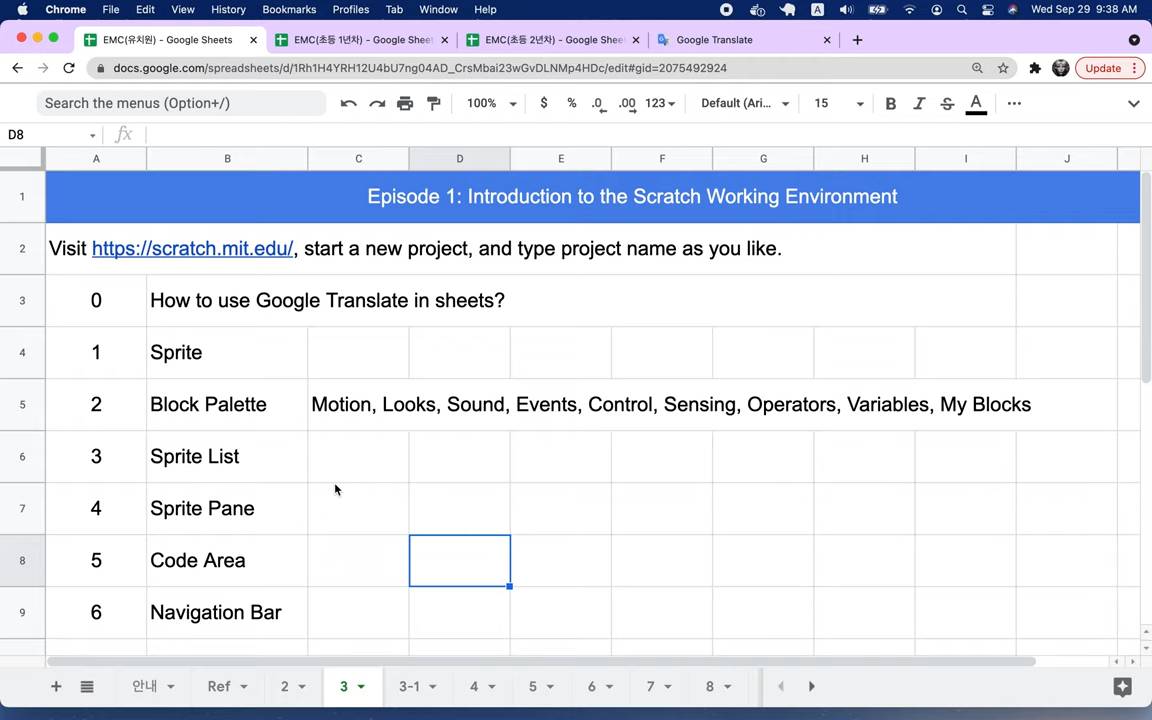 Chrome File Edit View History Bookmarks Profiles Tab Window Help A Wed Sep 29 9:38 AM
EMC(유치원) - Google Sheets EMC(초등 1년차) - Google Sheet EMC(초등 2년차) - Google Shee Google Translate
docs.google.com/spreadsheets/d/1Rh1H4YRH12U4bU7ng04AD_CrsMbai23wGvDLNMp4HDc/edit#gid=2075492924 Update
Search the menus (Option+/) 100% $ % .0 .00 123 Default (Ari... 15 B I S A
D8 fx
A B C D E F G H I J
1 Episode 1: Introduction to the Scratch Working Environment
2 Visit https://scratch.mit.edu/, start a new project, and type project name as you like.
3 0 How to use Google Translate in sheets?
4 1 Sprite
5 2 Block Palette Motion, Looks, Sound, Events, Control, Sensing, Operators, Variables, My Blocks
6 3 Sprite List
7 4 Sprite Pane
8 5 Code Area
9 6 Navigation Bar
안내 Ref 2 3 3-1 4 5 6 7 8